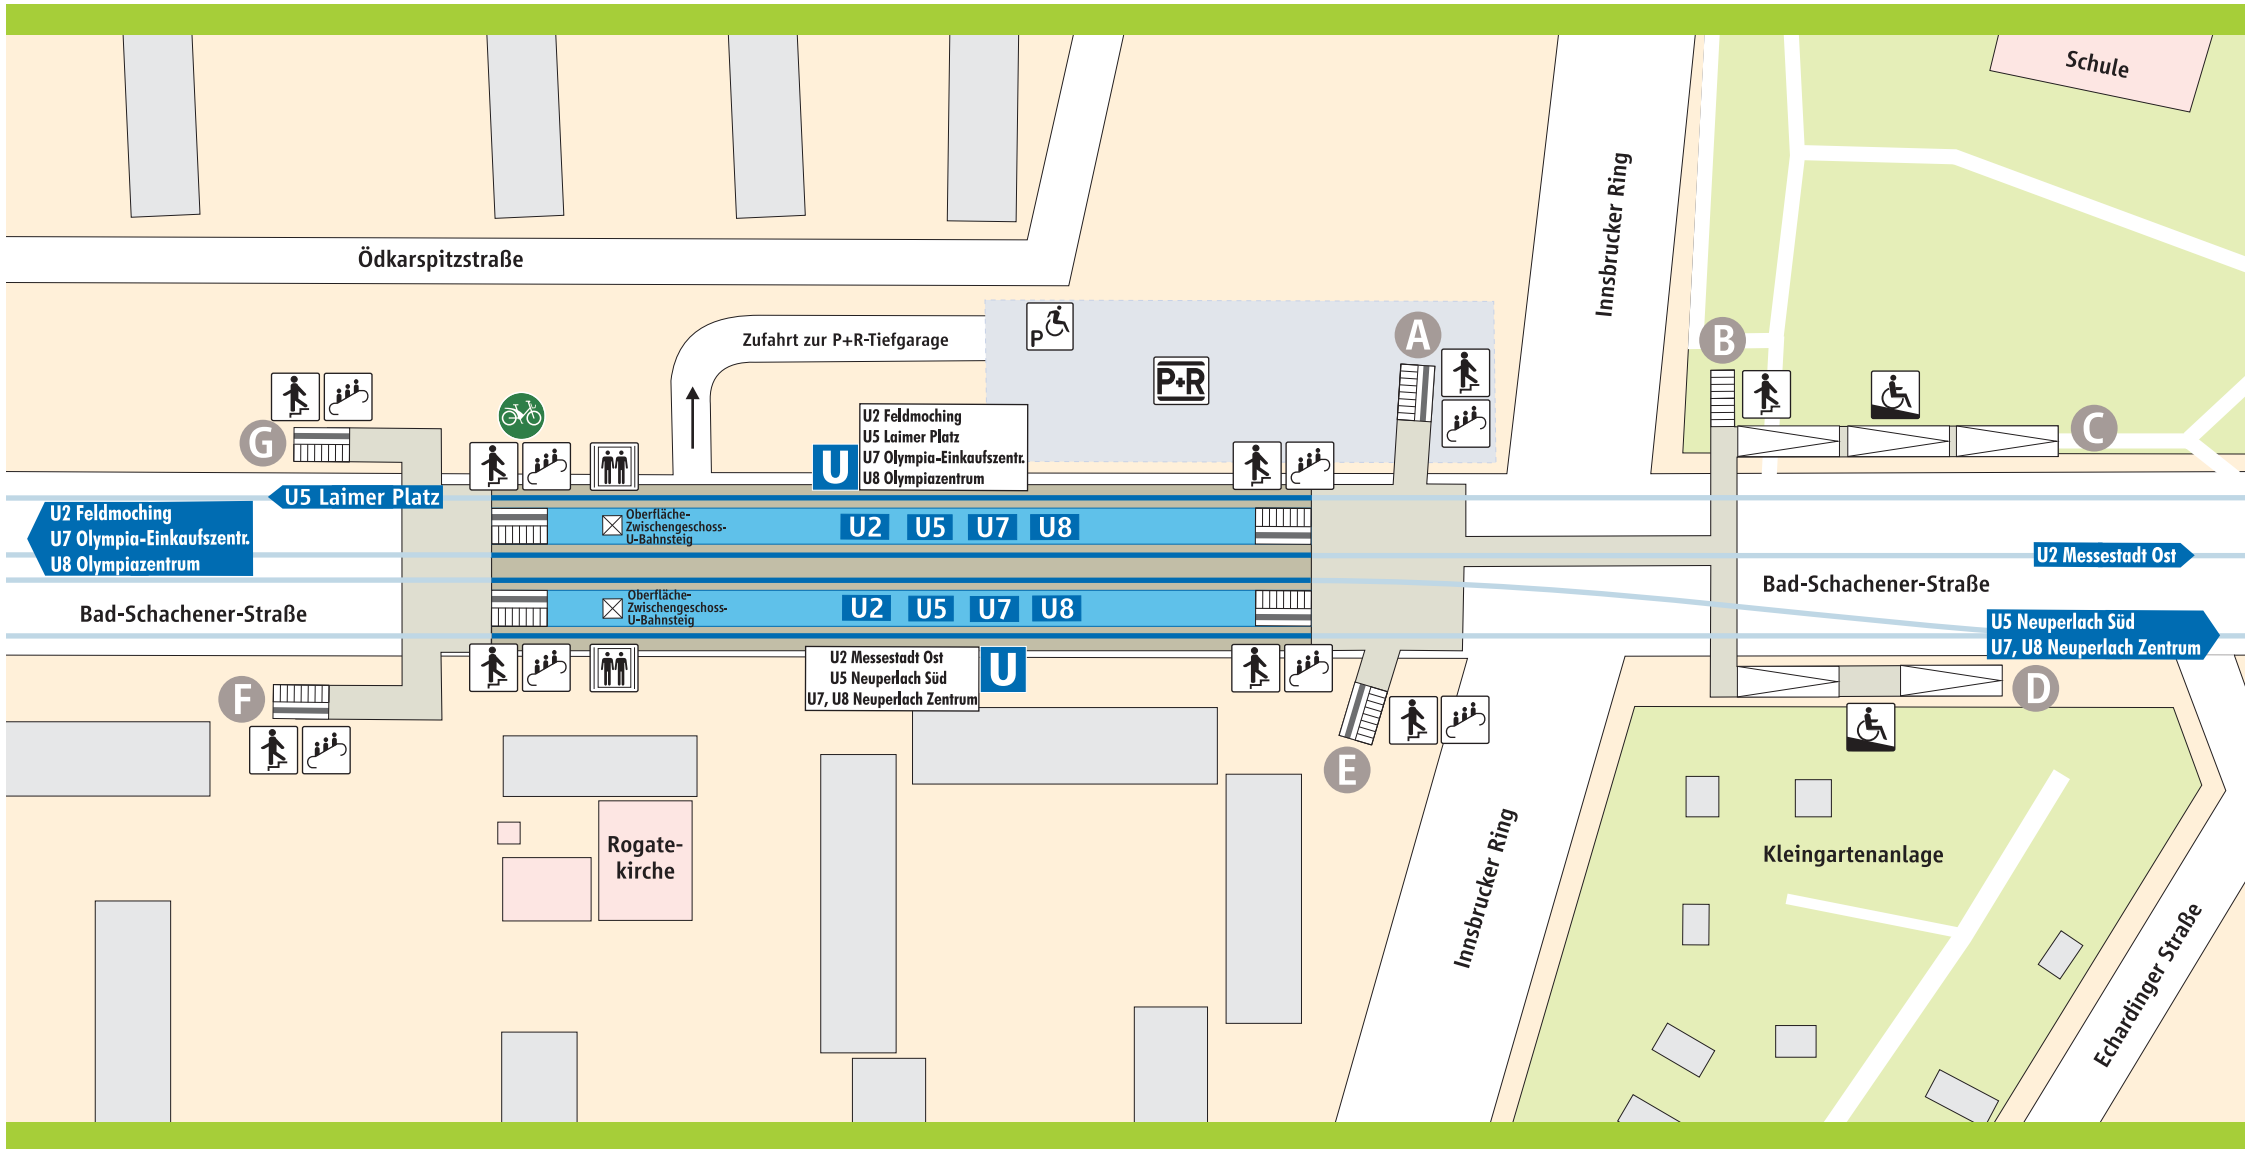 Schule
Innsbrucker Ring
Ödkarspitzstraße
Zufahrt zur P+R-Tiefgarage
P
P+R
A
B
C
G
U
U2 Feldmoching
U5 Laimer Platz
U7 Olympia-Einkaufszentr.
U8 Olympiazentrum
U5 Laimer Platz
U2 Feldmoching
U7 Olympia-Einkaufszentr.
U8 Olympiazentrum
Oberfläche-
Zwischengeschoss-
U-Bahnsteig
U2 U5 U7 U8
U2 Messestadt Ost
Bad-Schachener-Straße
Bad-Schachener-Straße
Oberfläche-
Zwischengeschoss-
U-Bahnsteig
U2 U5 U7 U8
U5 Neuperlach Süd
U7, U8 Neuperlach Zentrum
U2 Messestadt Ost
U5 Neuperlach Süd
U7, U8 Neuperlach Zentrum
U
F
E
D
Rogate-
kirche
Innsbrucker Ring
Kleingartenanlage
Echardinger Straße